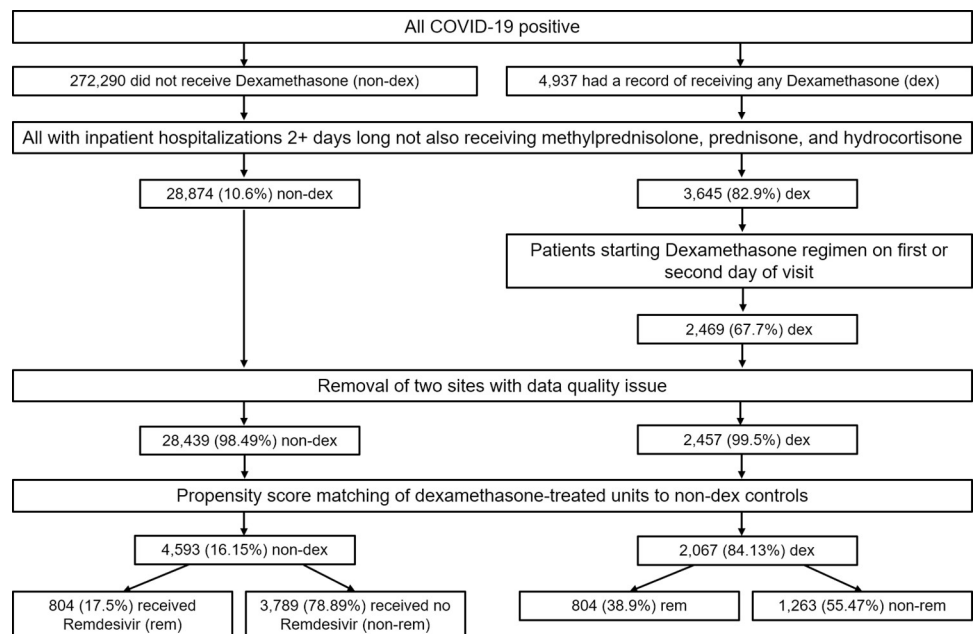 All COVID-19 positive
272,290 did not receive Dexamethasone (non-dex)
4,937 had a record of receiving any Dexamethasone (dex)
All with inpatient hospitalizations 2+ days long not also receiving methylprednisolone, prednisone, and hydrocortisone
28,874 (10.6%) non-dex
3,645 (82.9%) dex
Patients starting Dexamethasone regimen on first or
second day of visit
2,469 (67.7%) dex
Removal of two sites with data quality issue
28,439 (98.49%) non-dex
2,457 (99.5%) dex
Propensity score matching of dexamethasone-treated units to non-dex controls
4,593 (16.15%) non-dex
2,067 (84.13%) dex
804 (17.5%) received
Remdesivir (rem)
3,789 (78.89%) received no
Remdesivir (non-rem)
804 (38.9%) rem
1,263 (55.47%) non-rem